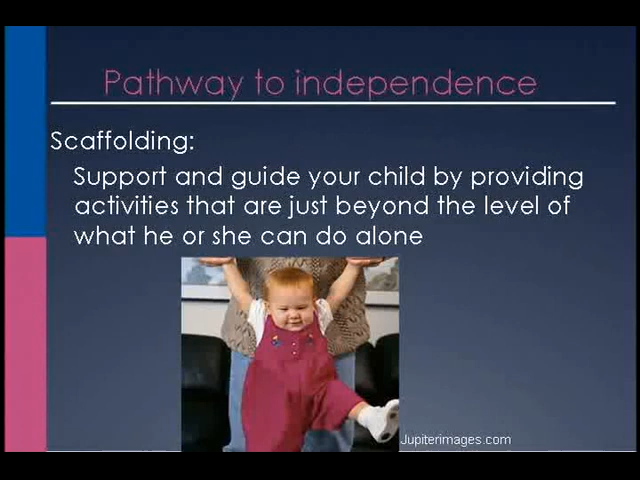 Pathway to independence
Scaffolding:
Support and guide your child by providing
activities that are just beyond the level of
what he or she can do alone
Jupiterimages.com